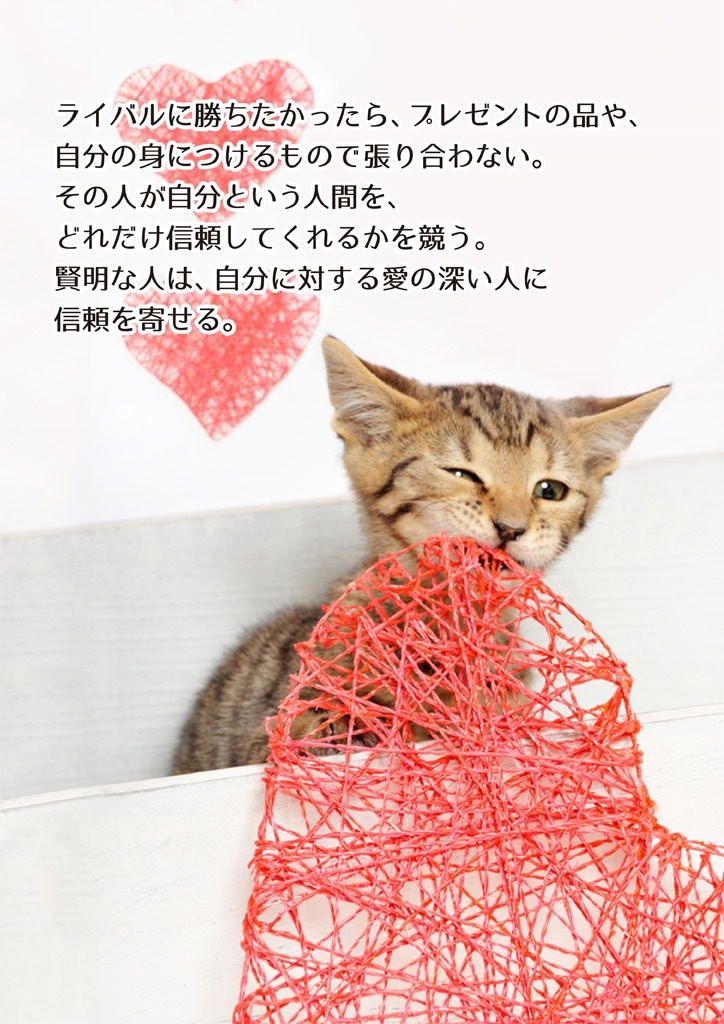 ライバルに勝ちたかったら、プレゼントの品や、
自分の身につけるもので張り合わない。
その人が自分という人間を、
どれだけ信頼してくれるかを競う。
賢明な人は、自分に対する愛の深い人に
信頼を寄せる。